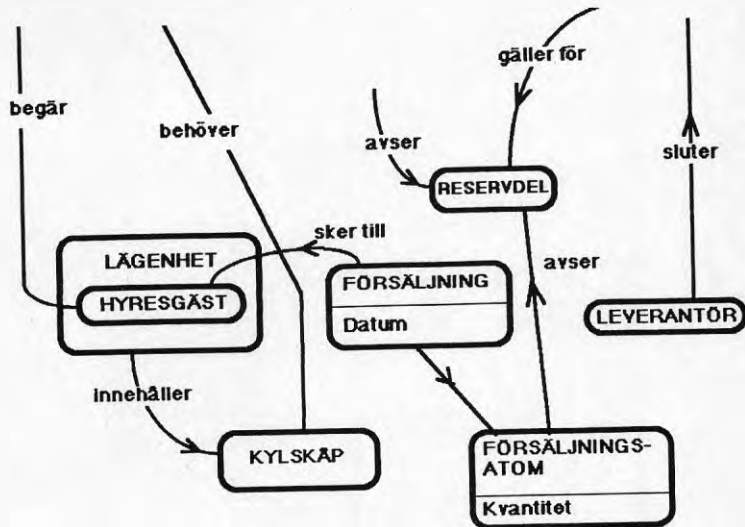 gäller för
begär
behöver
avser
sluter
RESERVDEL
sker till
LÄGENHET
avser
FÖRSÄLJNING
HYRESGÄST
Datum
LEVERANTÖR
innehåller
KYLSKÅP
FÖRSÄLJNINGS-
ATOM
Kvantitet